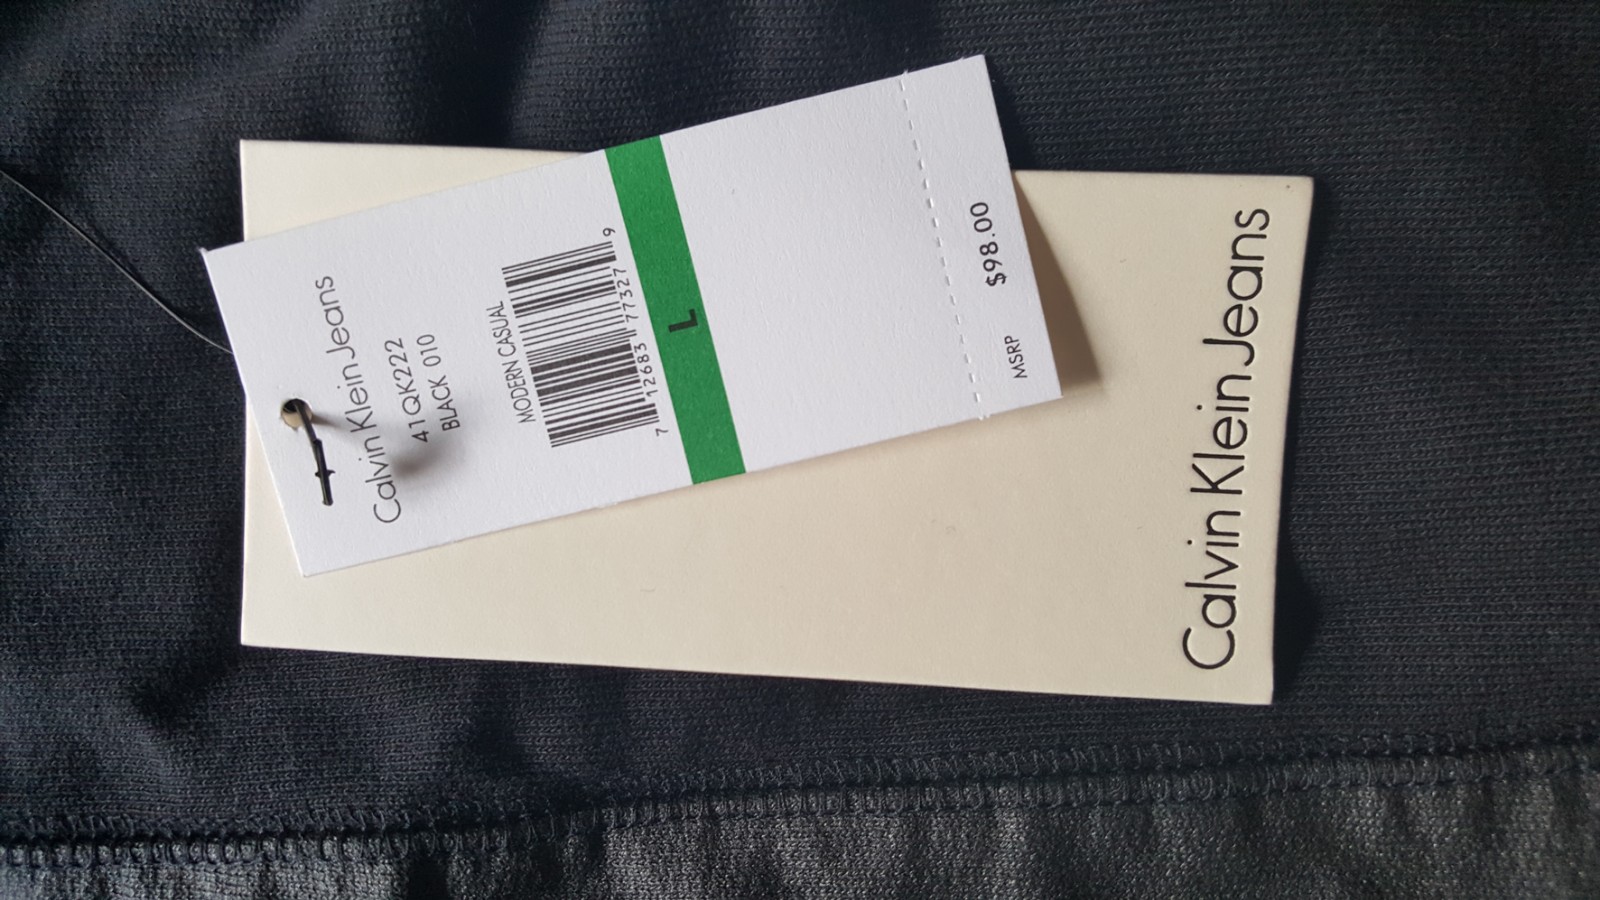 Calvin Klein Jeans
41QK222
BLACK 010
MODERN CASUAL
7 12683 77327 9
L
MSRP $98.00
Calvin Klein Jeans